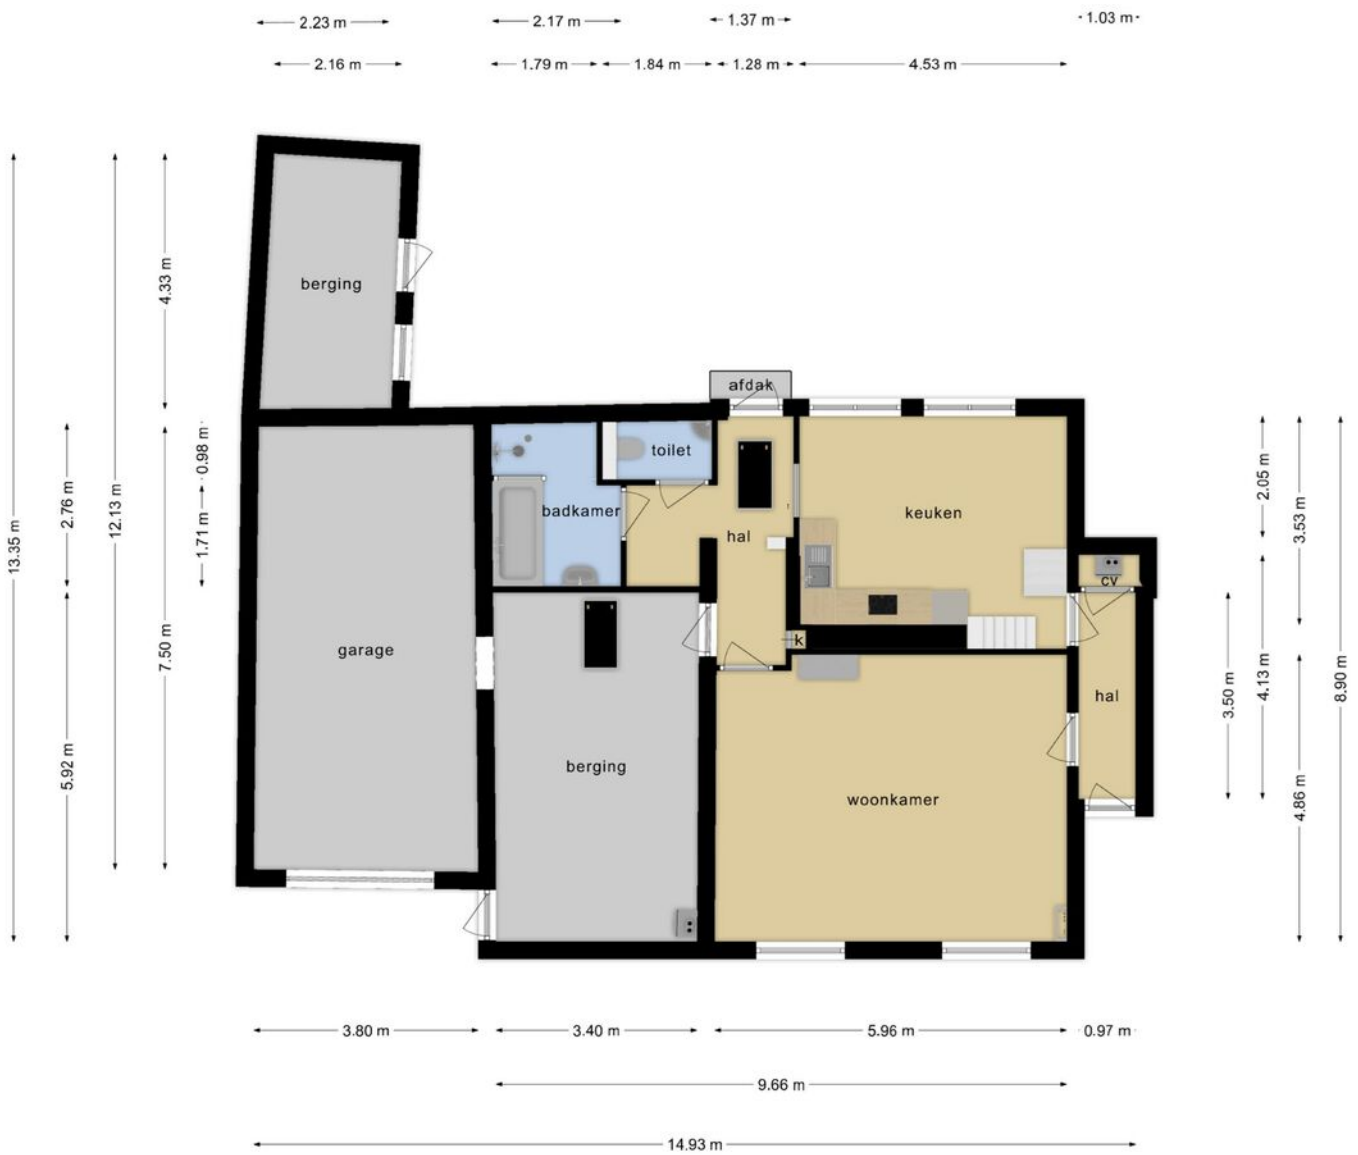 2.23 m
2.17 m
1.37 m
1.03 m
2.16 m
1.79 m
1.84 m
1.28 m
4.53 m
13.35 m
12.13 m
4.33 m
berging
afdak
2.76 m
0.98 m
1.71 m
toilet
badkamer
hal
keuken
2.05 m
3.53 m
cv
garage
7.50 m
k
hal
3.50 m
4.13 m
8.90 m
5.92 m
berging
woonkamer
4.86 m
3.80 m
3.40 m
5.96 m
0.97 m
9.66 m
14.93 m